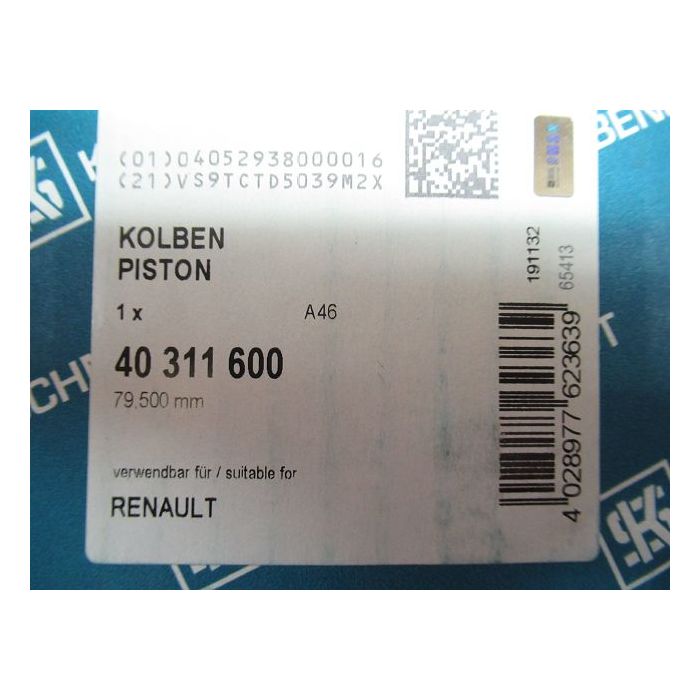 (01)04052938000016
(21)VS9TCTD5039M2X
KOLBEN
PISTON
1 x A46
40 311 600
79,500 mm
verwendbar für / suitable for
RENAULT
191132
65413
4 028977 623639